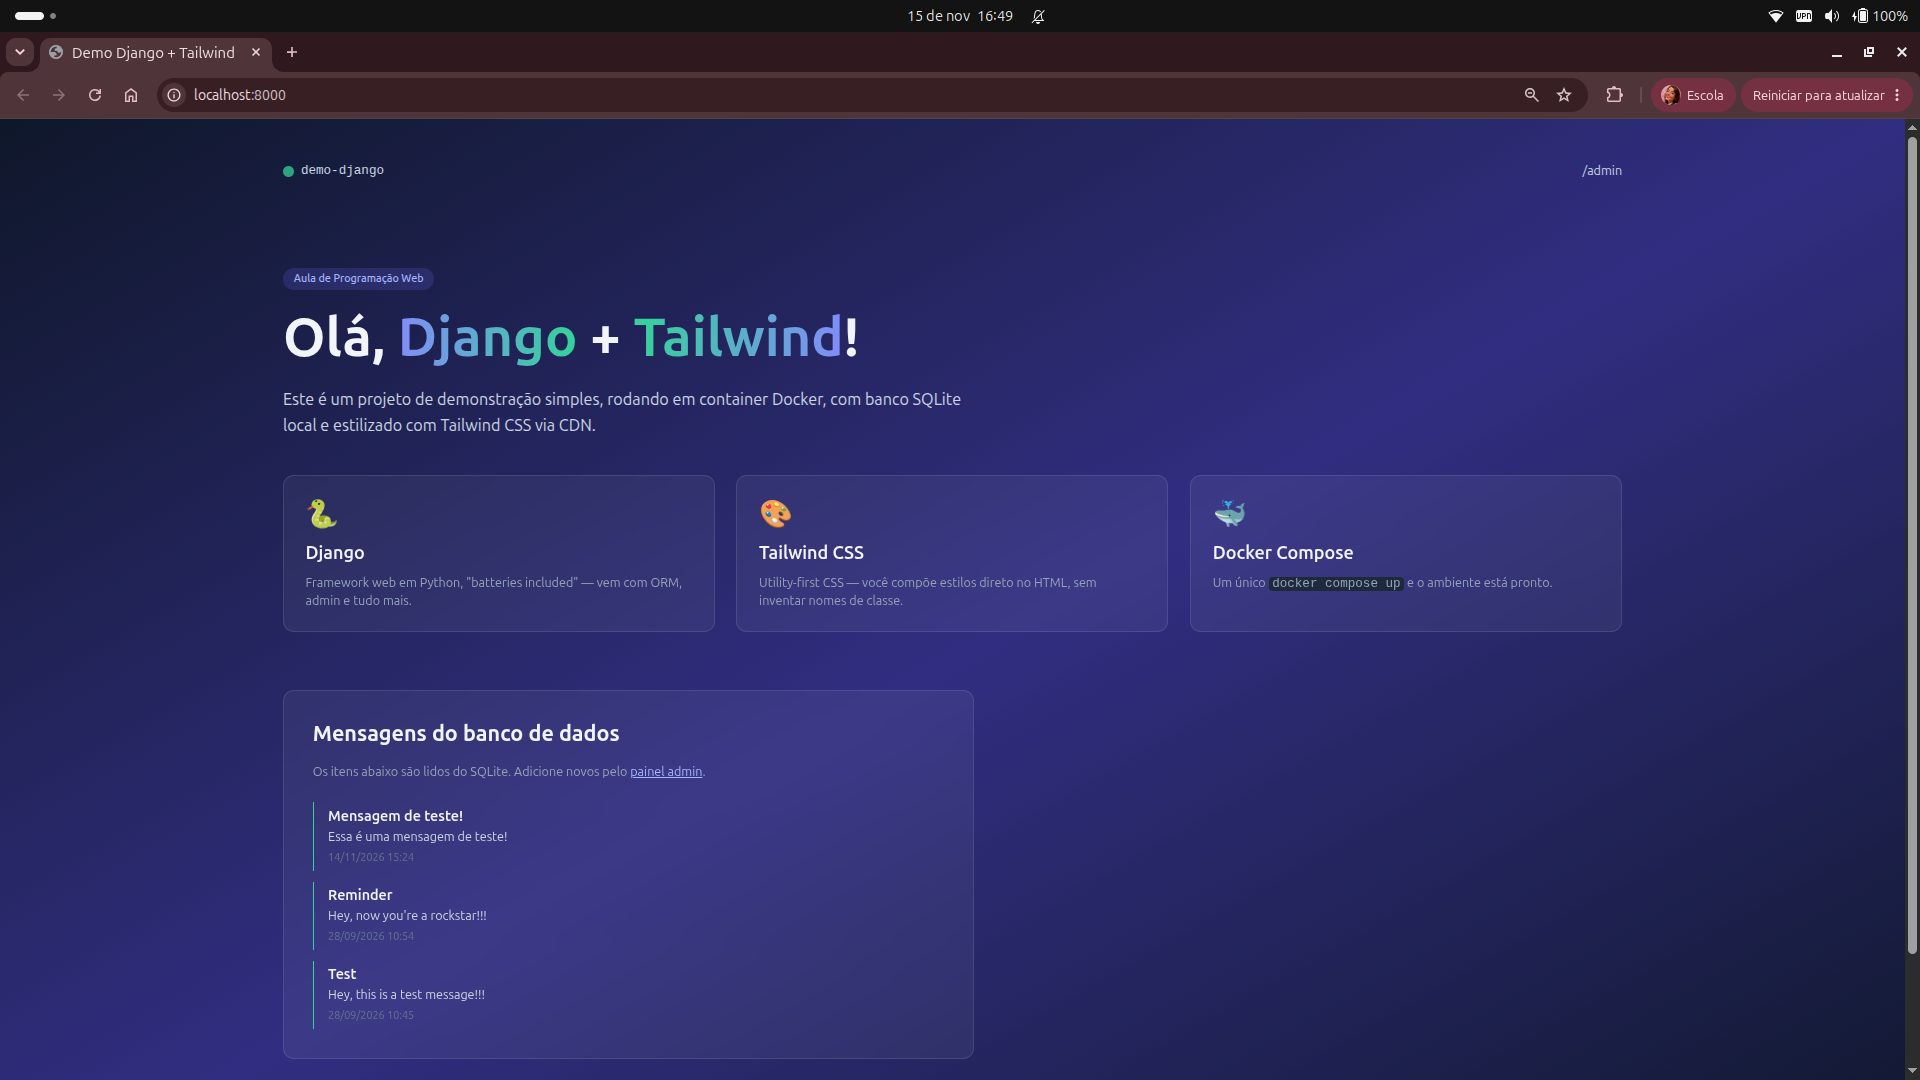 15 de nov 16:49
VPN
100%
Demo Django + Tailwind
localhost:8000
Escola
Reiniciar para atualizar
demo-django
/admin
Aula de Programação Web
Olá, Django + Tailwind!
Este é um projeto de demonstração simples, rodando em container Docker, com banco SQLite
local e estilizado com Tailwind CSS via CDN.
Django
Framework web em Python, "batteries included" — vem com ORM,
admin e tudo mais.
Tailwind CSS
Utility-first CSS — você compõe estilos direto no HTML, sem
inventar nomes de classe.
Docker Compose
Um único docker compose up e o ambiente está pronto.
Mensagens do banco de dados
Os itens abaixo são lidos do SQLite. Adicione novos pelo painel admin.
Mensagem de teste!
Essa é uma mensagem de teste!
14/11/2026 15:24
Reminder
Hey, now you're a rockstar!!!
28/09/2026 10:54
Test
Hey, this is a test message!!!
28/09/2026 10:45